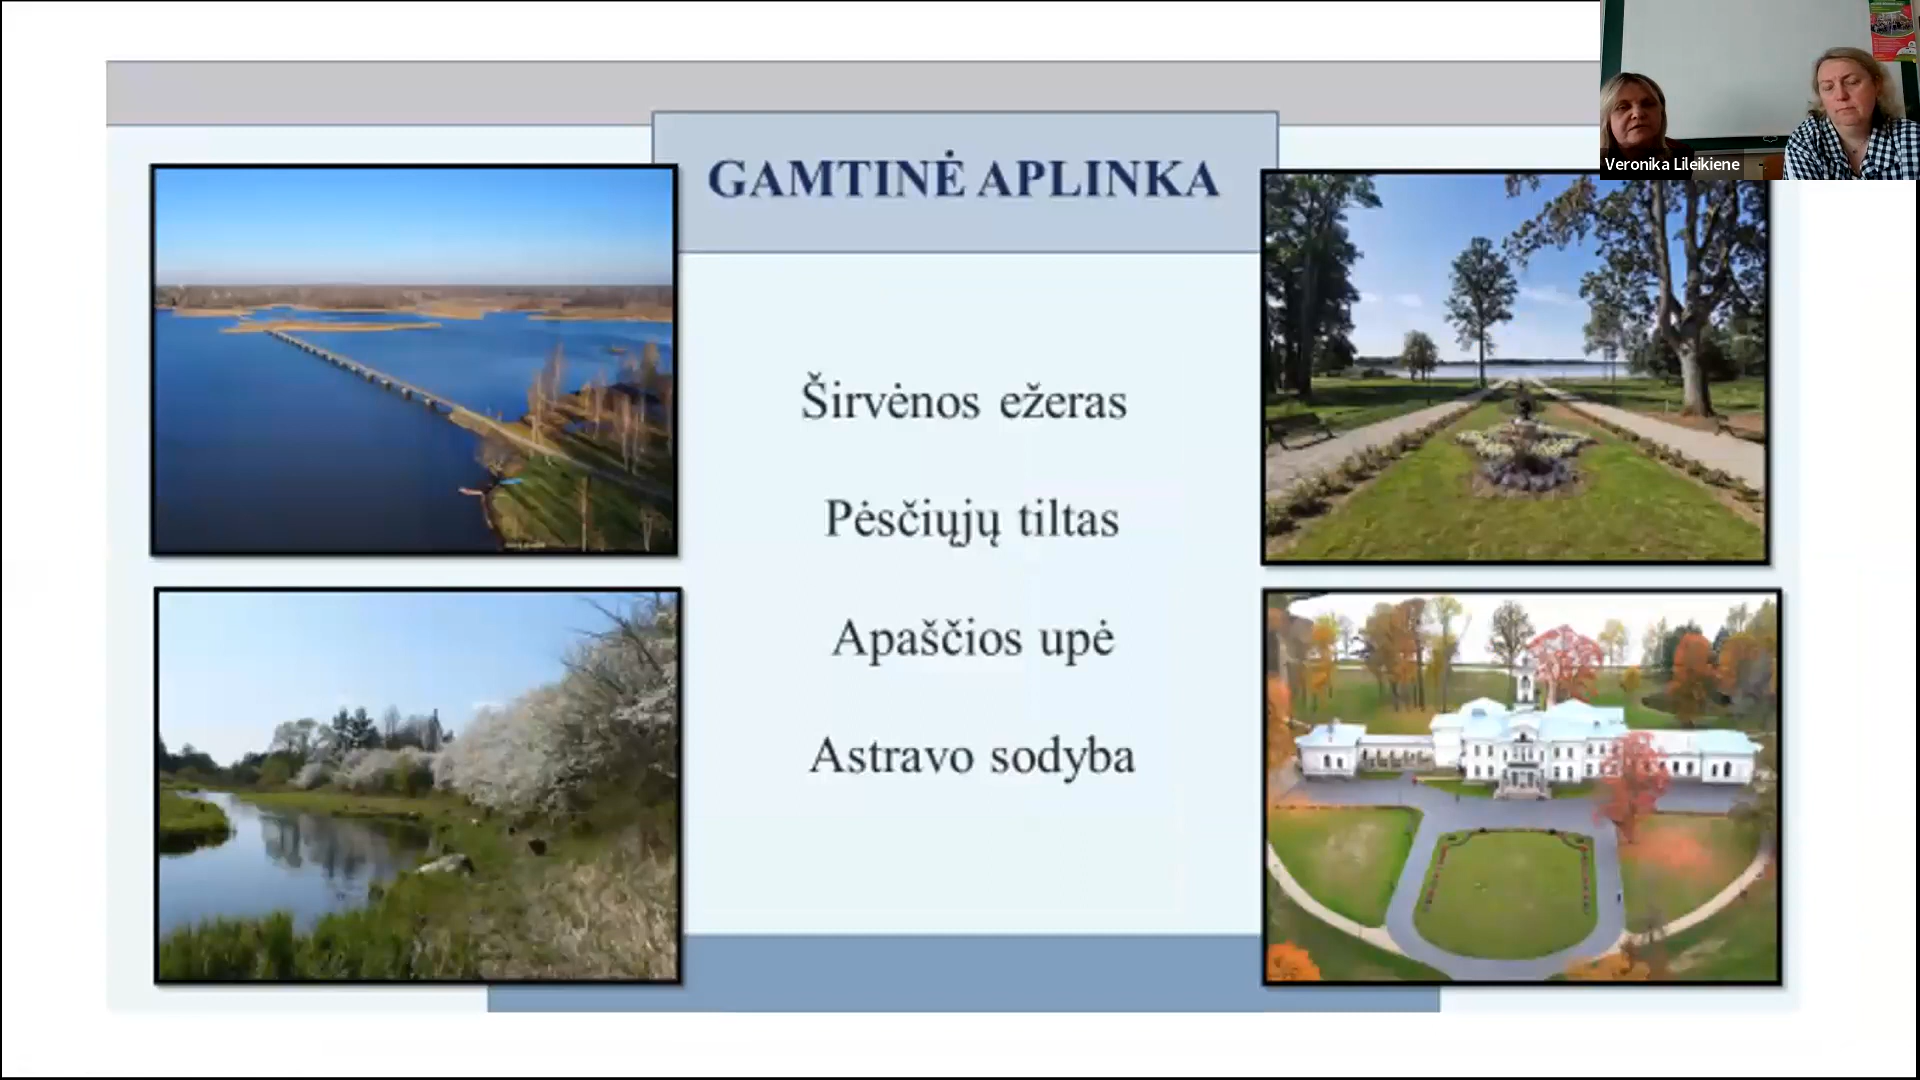 GAMTINĖ APLINKA
Širvėnos ežeras
Pėsčiųjų tiltas
Apaščios upė
Astravo sodyba
Veronika Lileikiene